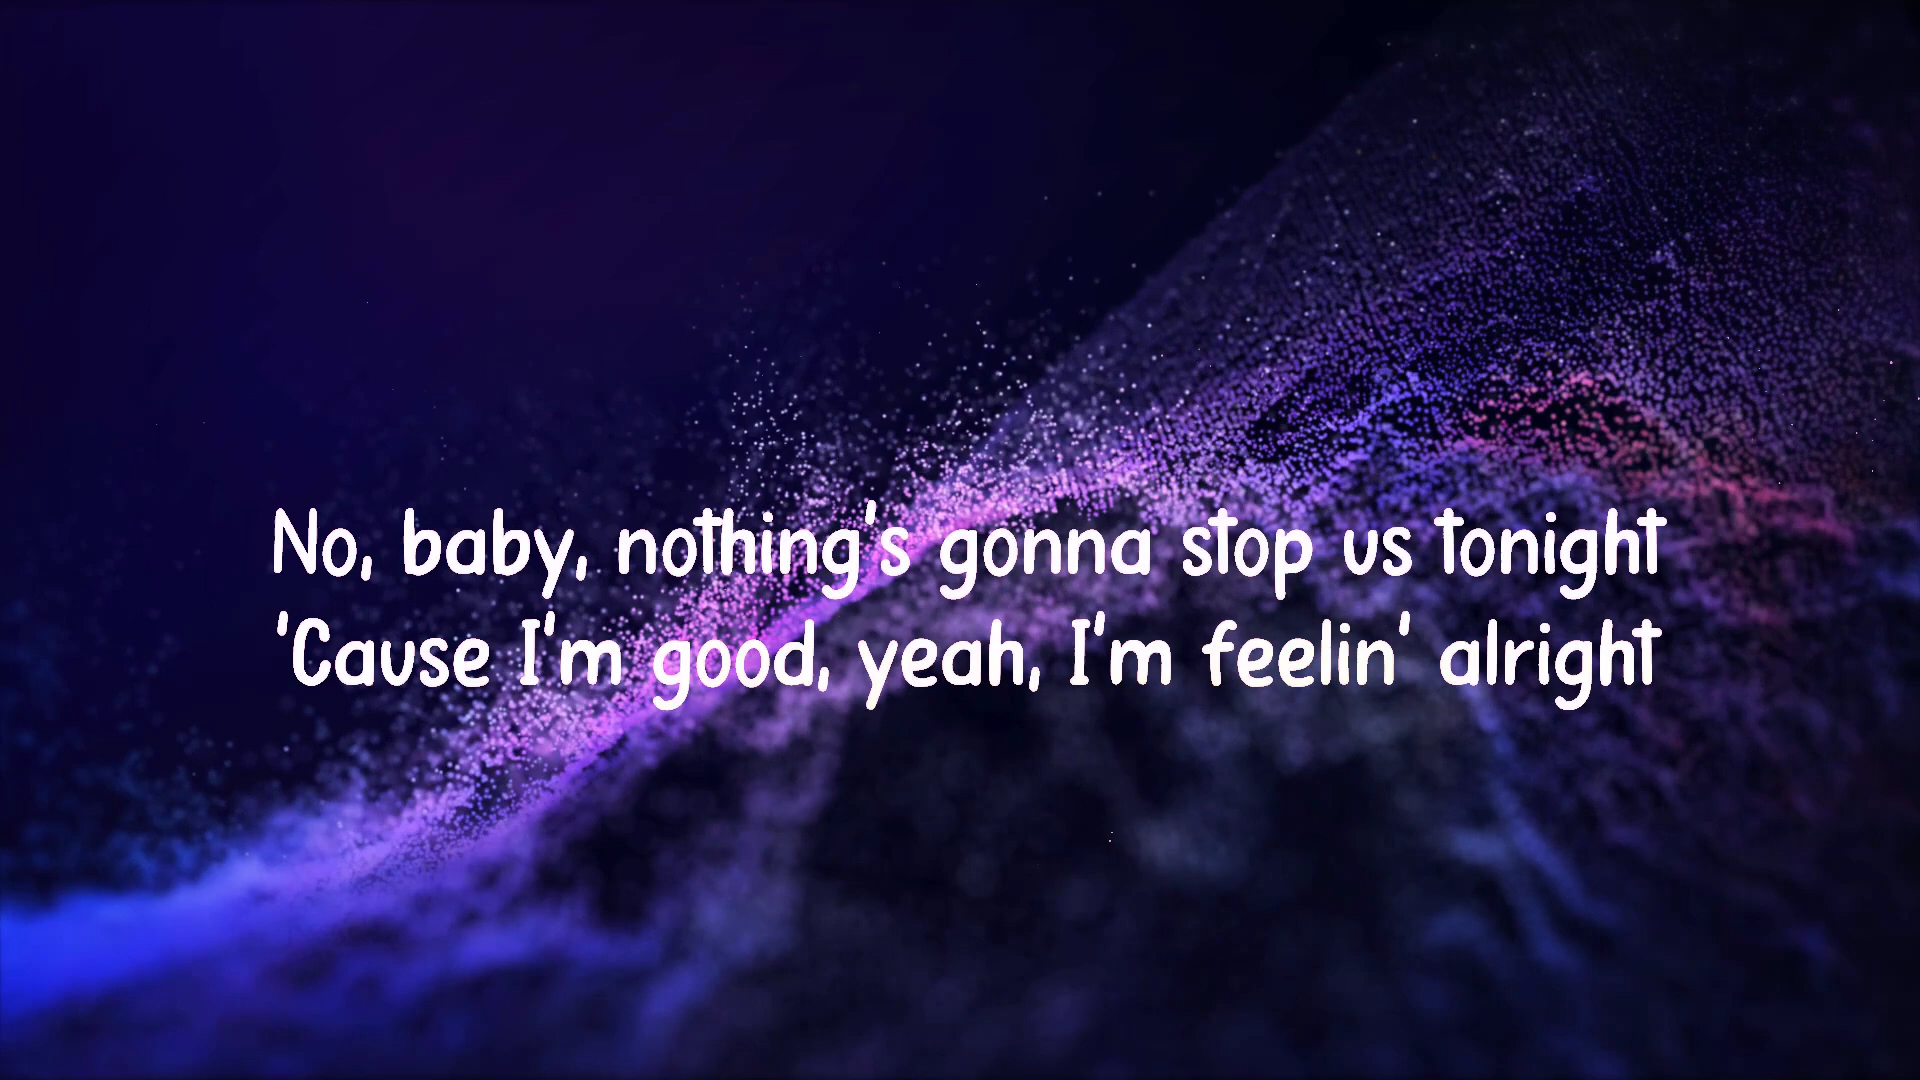 No, baby, nothing's gonna stop us tonight
'Cause I'm good, yeah, I'm feelin' alright